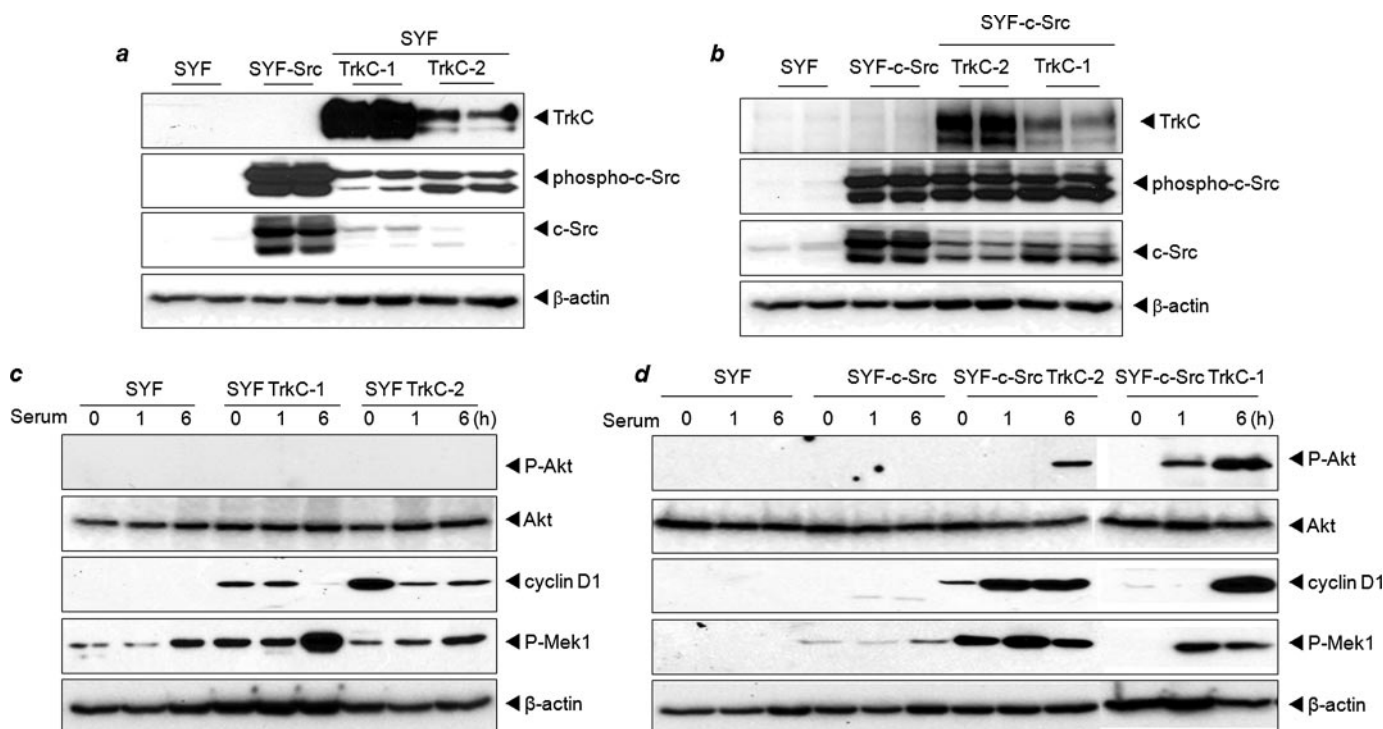 a
SYF
SYF SYF-Src TrkC-1 TrkC-2
◄ TrkC
◄ phospho-c-Src
◄ c-Src
◄ β-actin
b
SYF-c-Src
SYF SYF-c-Src TrkC-2 TrkC-1
◄ TrkC
◄ phospho-c-Src
◄ c-Src
◄ β-actin
c
SYF SYF TrkC-1 SYF TrkC-2
Serum 0 1 6 0 1 6 0 1 6 (h)
◄ P-Akt
◄ Akt
◄ cyclin D1
◄ P-Mek1
◄ β-actin
d
SYF SYF-c-Src SYF-c-Src TrkC-2 SYF-c-Src TrkC-1
Serum 0 1 6 0 1 6 0 1 6 0 1 6 (h)
◄ P-Akt
◄ Akt
◄ cyclin D1
◄ P-Mek1
◄ β-actin